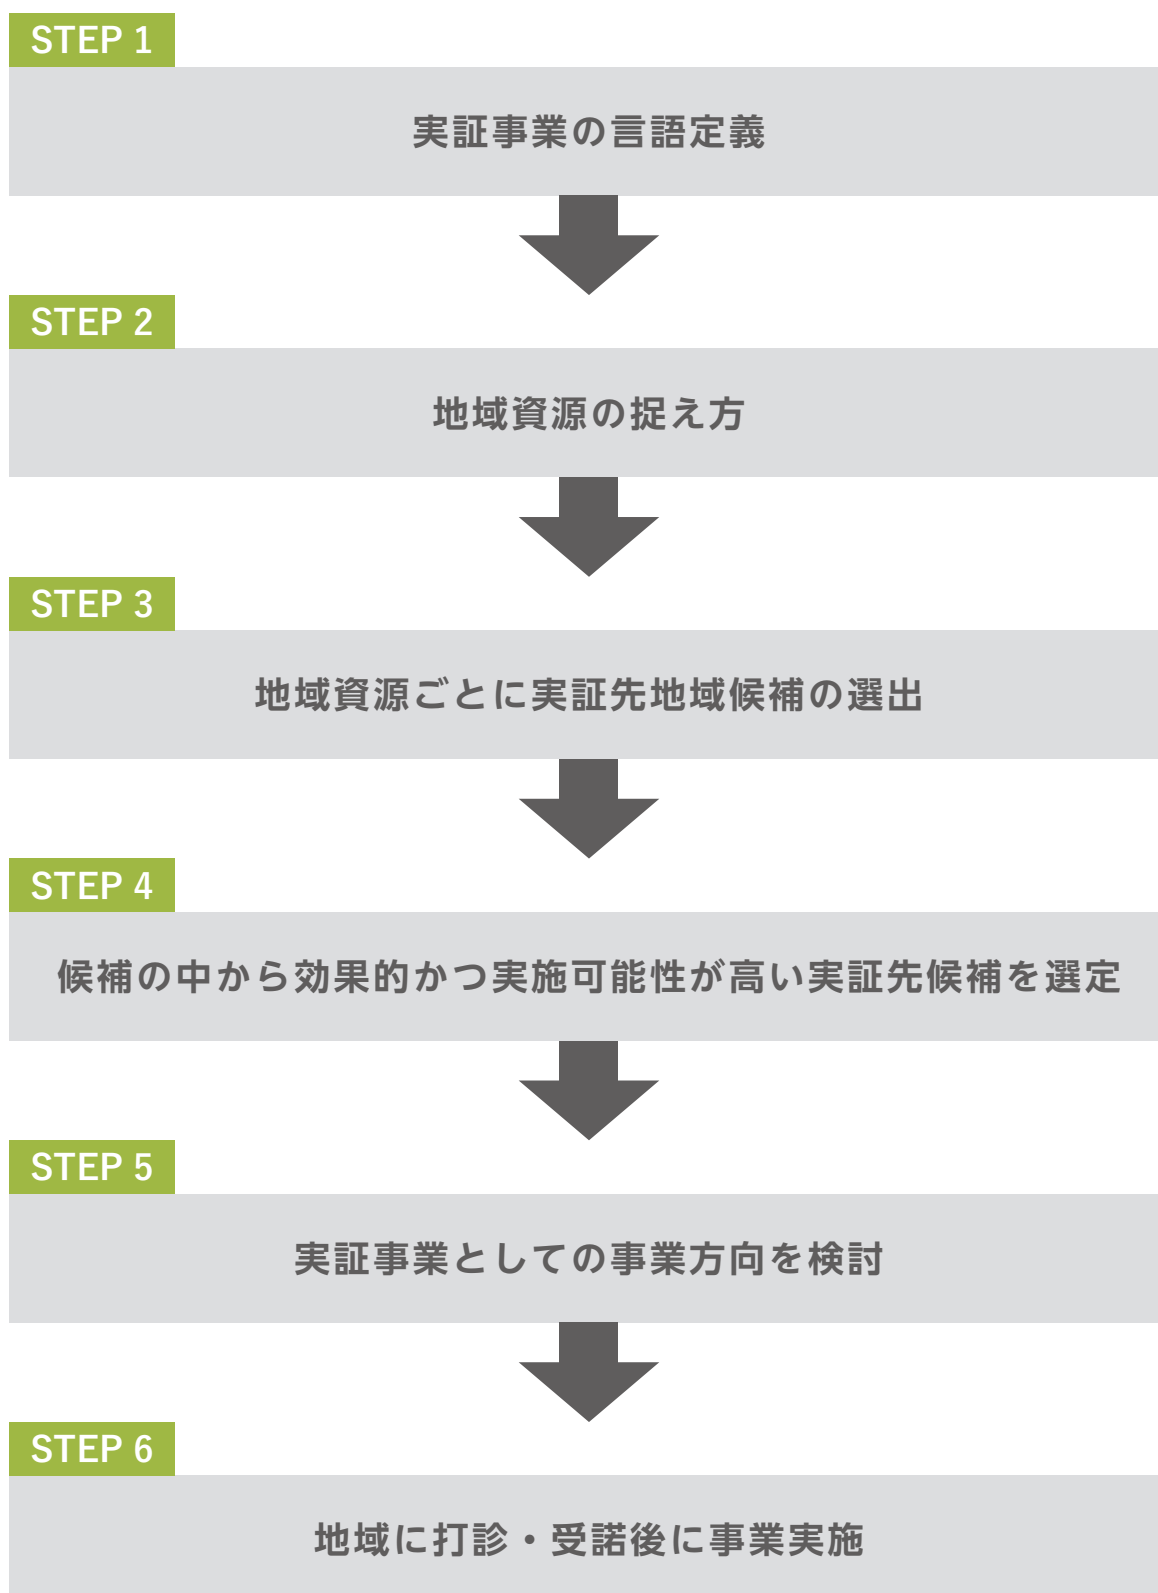 STEP 1
実証事業の言語定義
STEP 2
地域資源の捉え方
STEP 3
地域資源ごとに実証先地域候補の選出
STEP 4
候補の中から効果的かつ実施可能性が高い実証先候補を選定
STEP 5
実証事業としての事業方向を検討
STEP 6
地域に打診・受諾後に事業実施